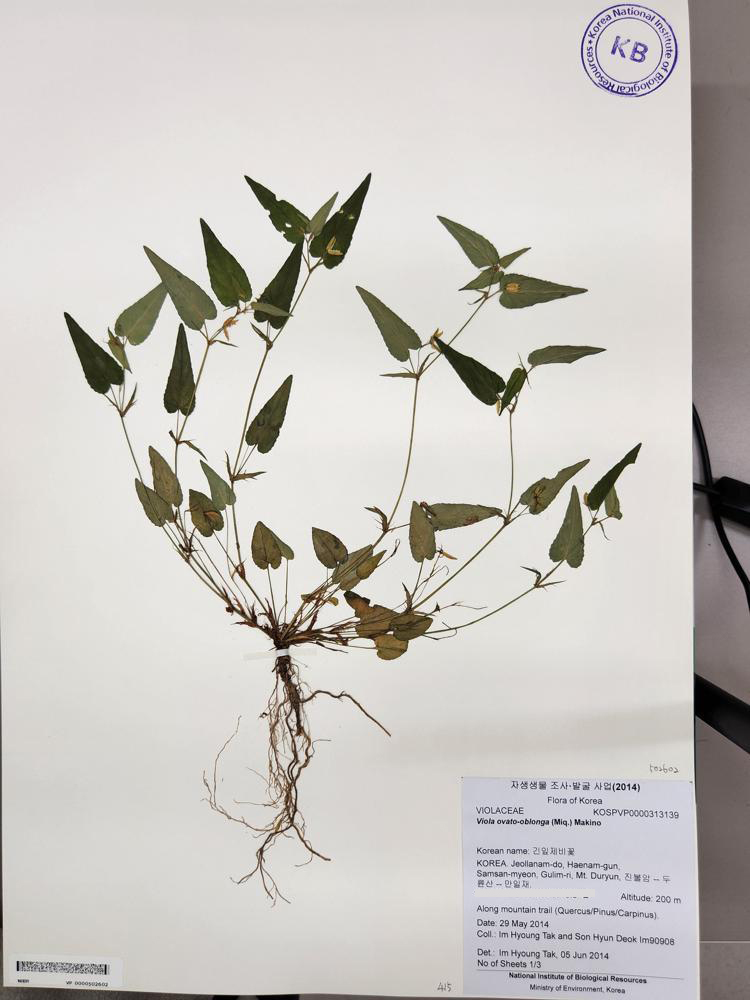 Korea National Institute of Biological Resources
KB
502602
자생생물 조사·발굴 사업(2014)
Flora of Korea
VIOLACEAE KOSPVP0000313139
Viola ovato-oblonga (Miq.) Makino
Korean name: 긴잎제비꽃
KOREA. Jeollanam-do, Haenam-gun,
Samsan-myeon, Gulim-ri, Mt. Duryun, 진불암 -- 두
륜산 -- 만일재.
Altitude: 200 m
Along mountain trail (Quercus/Pinus/Carpinus).
Date: 29 May 2014
Coll.: Im Hyoung Tak and Son Hyun Deok Im90908
Det.: Im Hyoung Tak, 05 Jun 2014
No of Sheets 1/3
National Institute of Biological Resources
Ministry of Environment, Korea
NIBR VP 0000502602
415